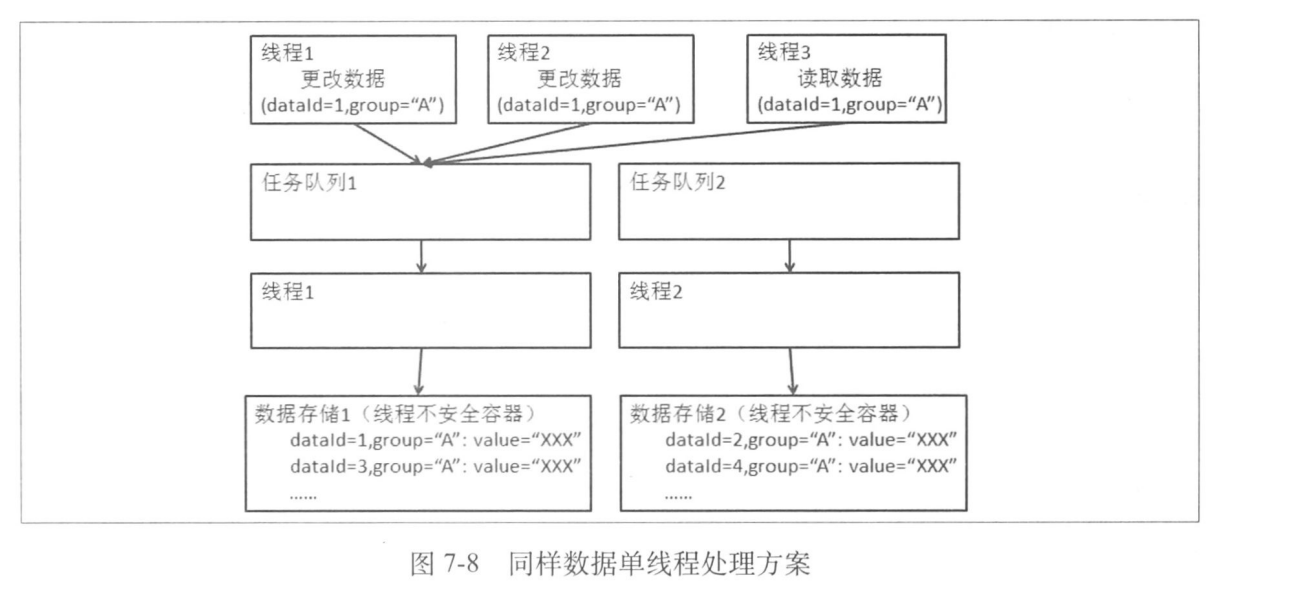 线程1
更改数据
(dataId=1,group=“A”)
线程2
更改数据
(dataId=1,group=“A”)
线程3
读取数据
(dataId=1,group=“A”)
任务队列1
任务队列2
线程1
线程2
数据存储1（线程不安全容器）
dataId=1,group=“A”: value=“XXX”
dataId=3,group=“A”: value=“XXX”
……
数据存储2（线程不安全容器）
dataId=2,group=“A”: value=“XXX”
dataId=4,group=“A”: value=“XXX”
……
图 7-8 同样数据单线程处理方案